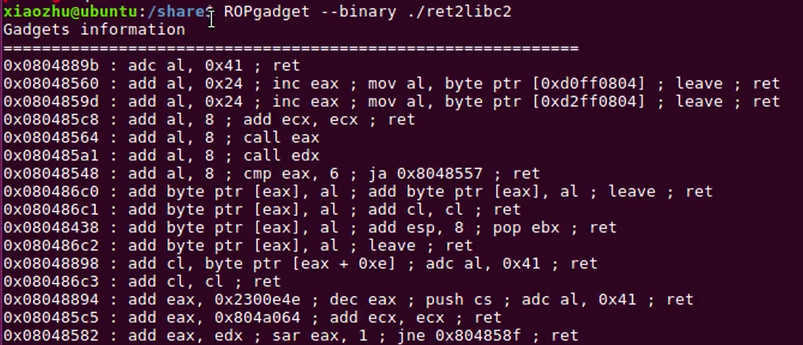 xiaozhu@ubuntu:/share$ ROPgadget --binary ./ret2libc2
Gadgets information
============================================================
0x0804889b : adc al, 0x41 ; ret
0x08048560 : add al, 0x24 ; inc eax ; mov al, byte ptr [0xd0ff0804] ; leave ; ret
0x0804859d : add al, 0x24 ; inc eax ; mov al, byte ptr [0xd2ff0804] ; leave ; ret
0x080485c8 : add al, 8 ; add ecx, ecx ; ret
0x08048564 : add al, 8 ; call eax
0x080485a1 : add al, 8 ; call edx
0x08048548 : add al, 8 ; cmp eax, 6 ; ja 0x8048557 ; ret
0x080486c0 : add byte ptr [eax], al ; add byte ptr [eax], al ; leave ; ret
0x080486c1 : add byte ptr [eax], al ; add cl, cl ; ret
0x08048438 : add byte ptr [eax], al ; add esp, 8 ; pop ebx ; ret
0x080486c2 : add byte ptr [eax], al ; leave ; ret
0x08048898 : add cl, byte ptr [eax + 0xe] ; adc al, 0x41 ; ret
0x080486c3 : add cl, cl ; ret
0x08048894 : add eax, 0x2300e4e ; dec eax ; push cs ; adc al, 0x41 ; ret
0x080485c5 : add eax, 0x804a064 ; add ecx, ecx ; ret
0x08048582 : add eax, edx ; sar eax, 1 ; jne 0x804858f ; ret